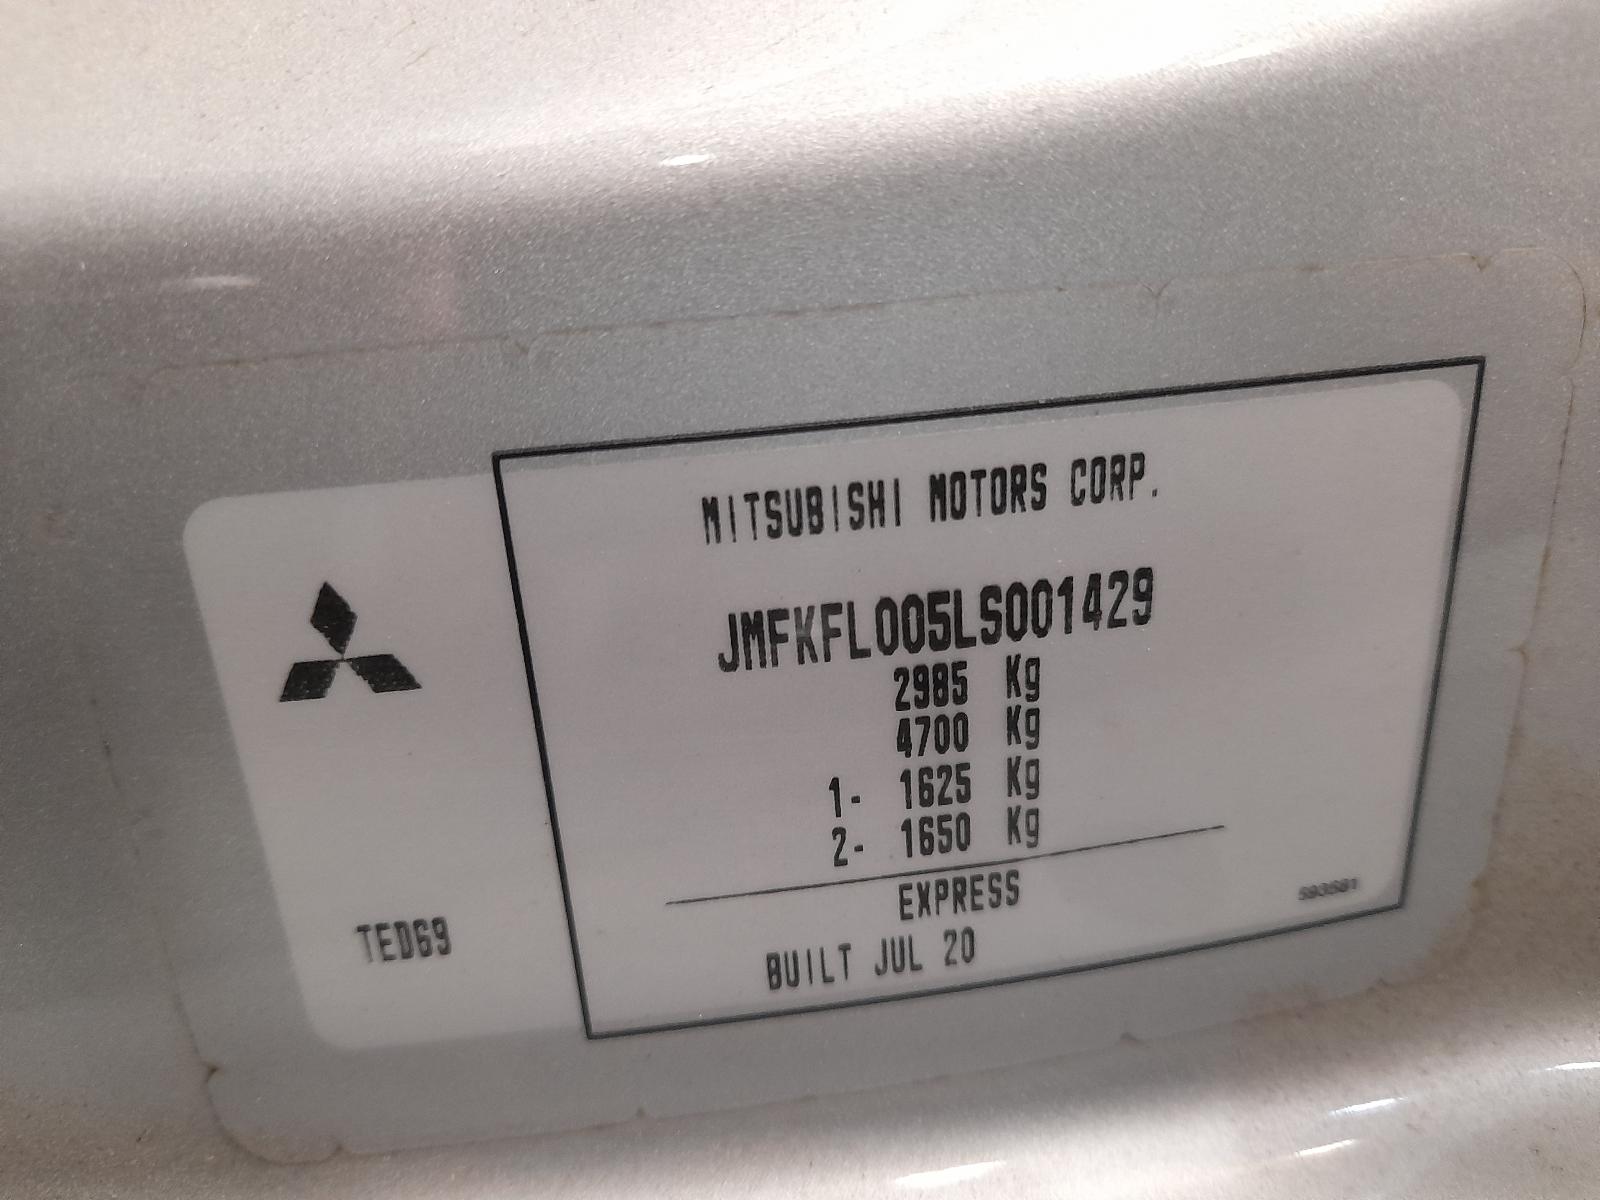 MITSUBISHI MOTORS CORP.
JMFKFL005LS001429
2985 Kg
4700 Kg
1- 1625 Kg
2- 1650 Kg
EXPRESS
BUILT JUL 20
TED69